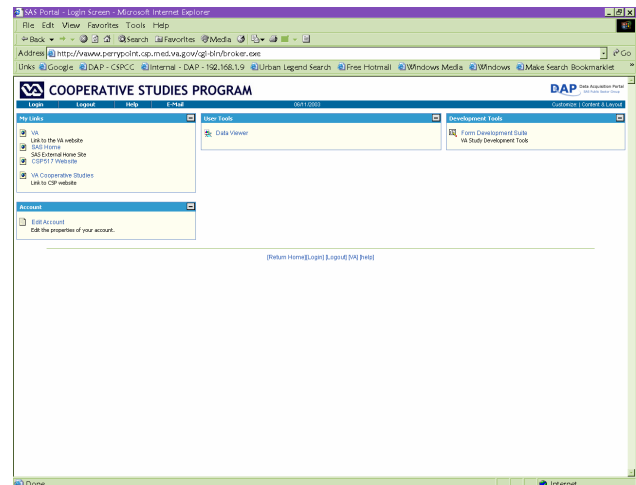 SAS Portal - Login Screen - Microsoft Internet Explorer
File Edit View Favorites Tools Help
Back Search Favorites Media
Address http://vaww.perrypoint.csp.med.va.gov/cgi-bin/broker.exe Go
Links Google DAP - CSPCC Internal - DAP - 192.168.1.9 Urban Legend Search Free Hotmail Windows Media Windows Make Search Bookmarklet »
COOPERATIVE STUDIES PROGRAM
DAP Data Acquisition Portal
Login Logout Help E-Mail 06/11/2003 Customize | Content & Layout
My Links
VA
Link to the VA website
SAS Home
SAS External Home Site
CSP517 Website
VA Cooperative Studies
Link to CSP website
User Tools
Data Viewer
Development Tools
Form Development Suite
VA Study Development Tools
Account
Edit Account
Edit the properties of your account.
[Return Home][Login] [Logout] [VA] [help]
Done Internet